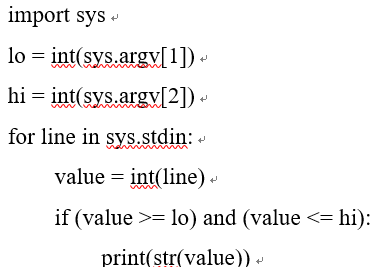 import sys
lo = int(sys.argv[1])
hi = int(sys.argv[2])
for line in sys.stdin:
value = int(line)
if (value >= lo) and (value <= hi):
print(str(value))